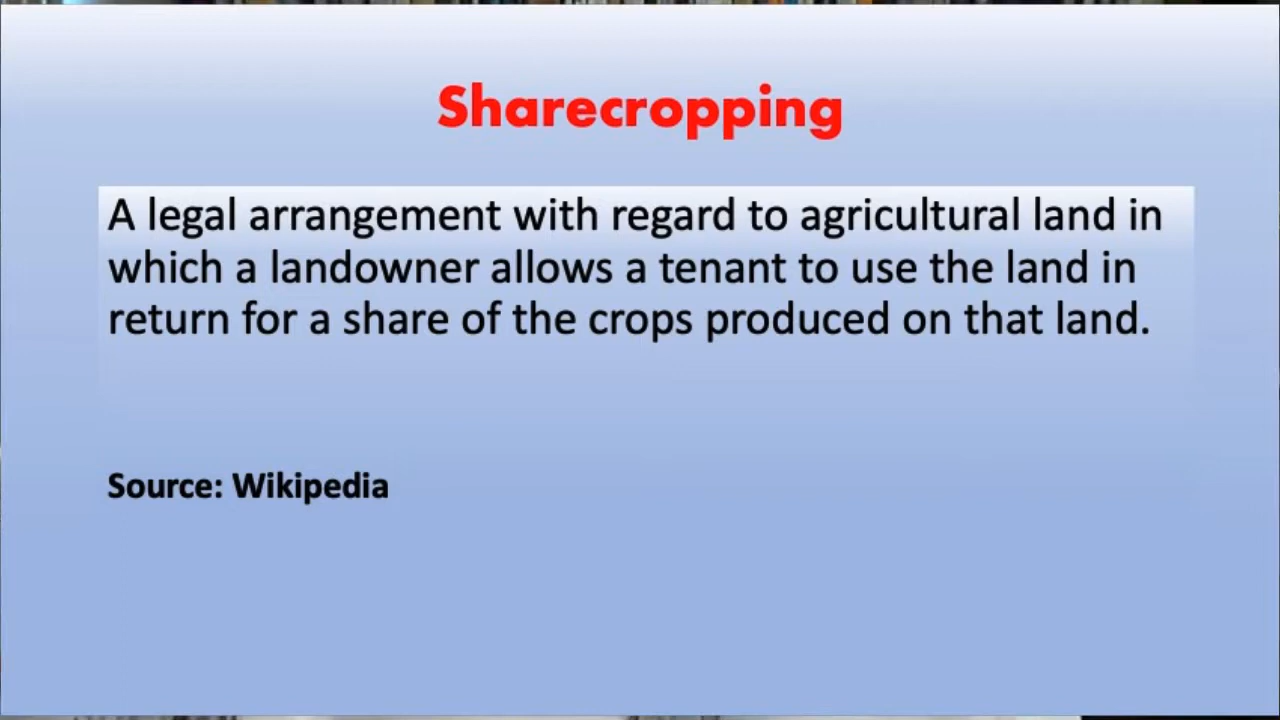 Sharecropping
A legal arrangement with regard to agricultural land in
which a landowner allows a tenant to use the land in
return for a share of the crops produced on that land.
Source: Wikipedia